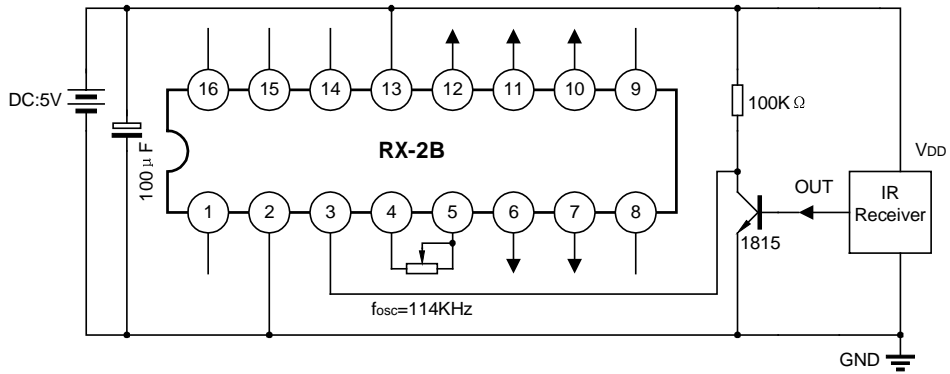 16 15 14 13 12 11 10 9
DC:5V
100KΩ
100μF
RX-2B
VDD
OUT
IR
Receiver
1 2 3 4 5 6 7 8
1815
fosc=114KHz
GND